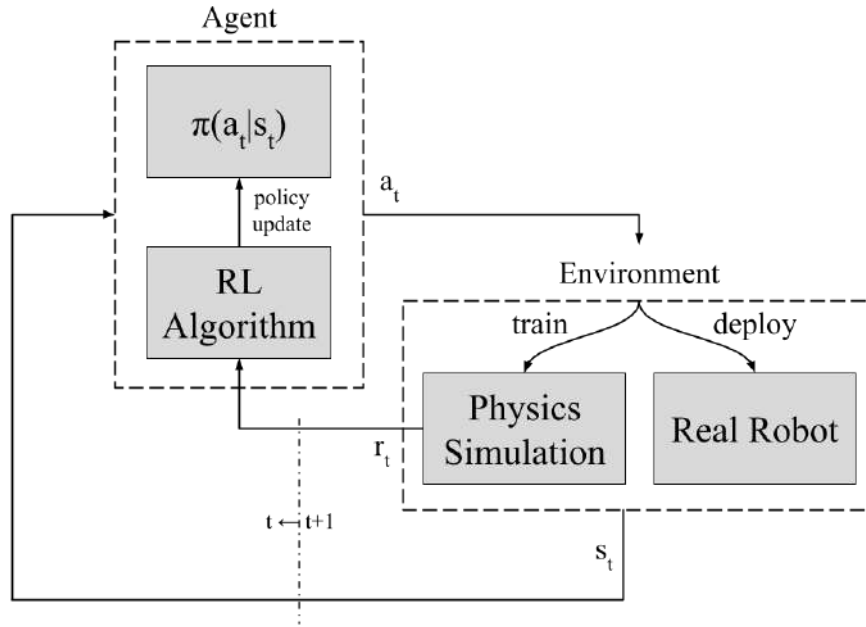 Agent
π(a_t|s_t)
policy
update
RL
Algorithm
a_t
Environment
train
deploy
Physics
Simulation
Real Robot
r_t
t ← t+1
s_t